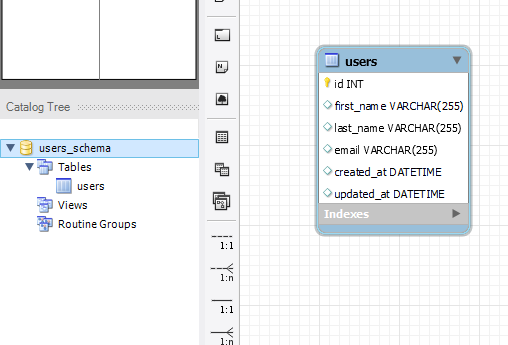 Catalog Tree
users_schema
Tables
users
Views
Routine Groups
1:1
1:n
1:1
1:n
users
id INT
first_name VARCHAR(255)
last_name VARCHAR(255)
email VARCHAR(255)
created_at DATETIME
updated_at DATETIME
Indexes